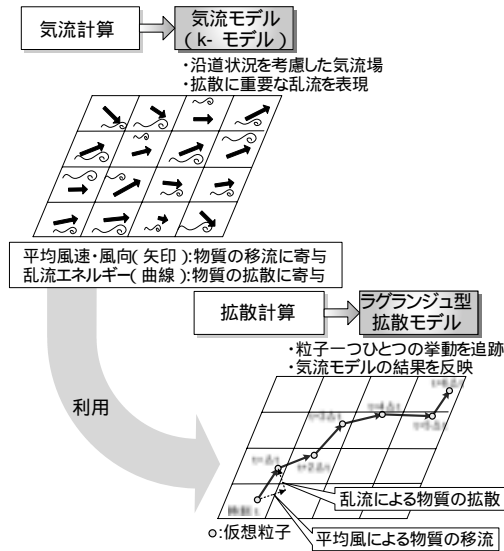 気流計算
気流モデル
(k- モデル)
・沿道状況を考慮した気流場
・拡散に重要な乱流を表現
平均風速・風向(矢印):物質の移流に寄与
乱流エネルギー(曲線):物質の拡散に寄与
拡散計算
ラグランジュ型
拡散モデル
・粒子一つひとつの挙動を追跡
・気流モデルの結果を反映
利用
乱流による物質の拡散
○:仮想粒子
平均風による物質の移流